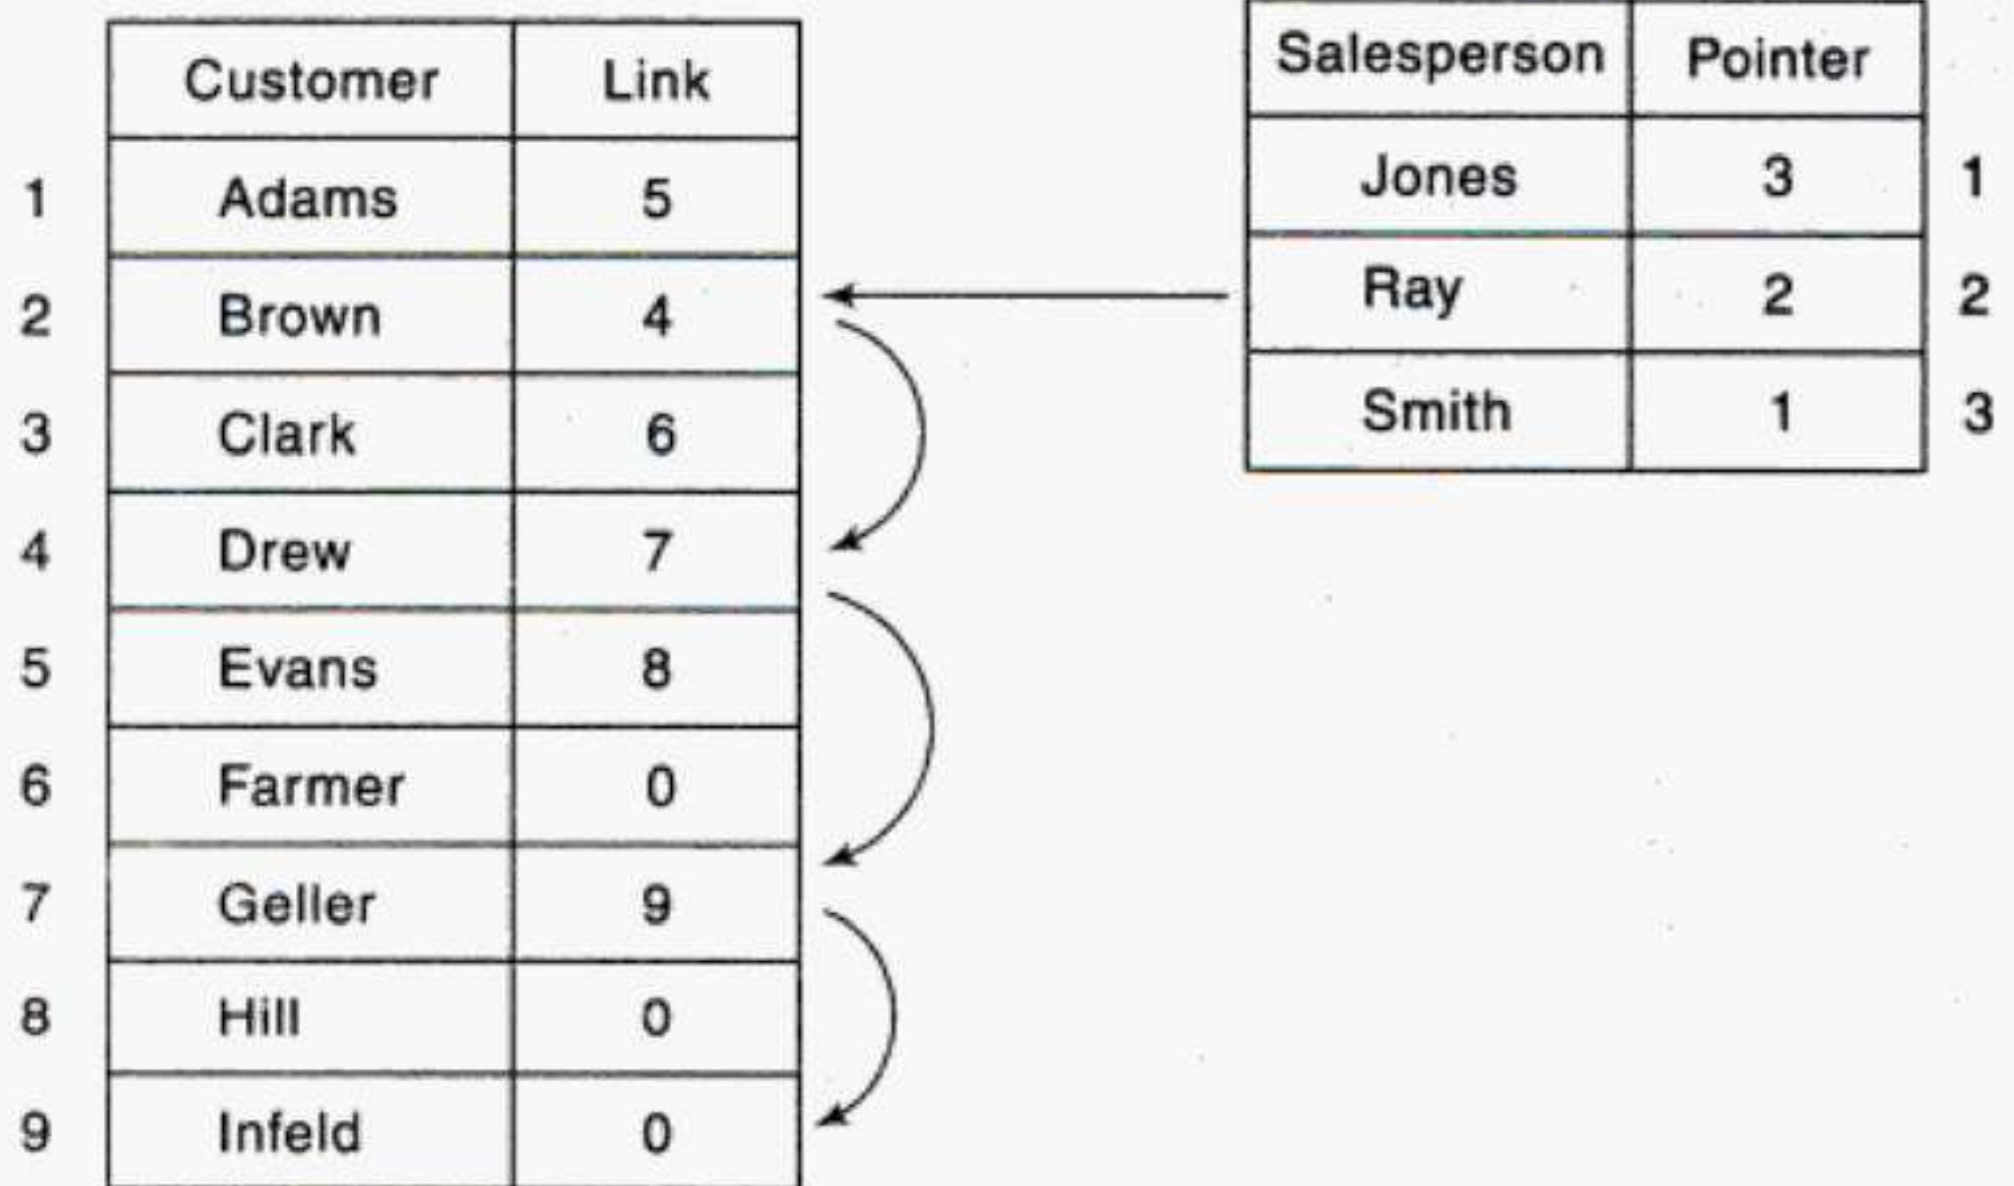 Customer Link
1 Adams 5
2 Brown 4
3 Clark 6
4 Drew 7
5 Evans 8
6 Farmer 0
7 Geller 9
8 Hill 0
9 Infeld 0
Salesperson Pointer
Jones 3 1
Ray 2 2
Smith 1 3